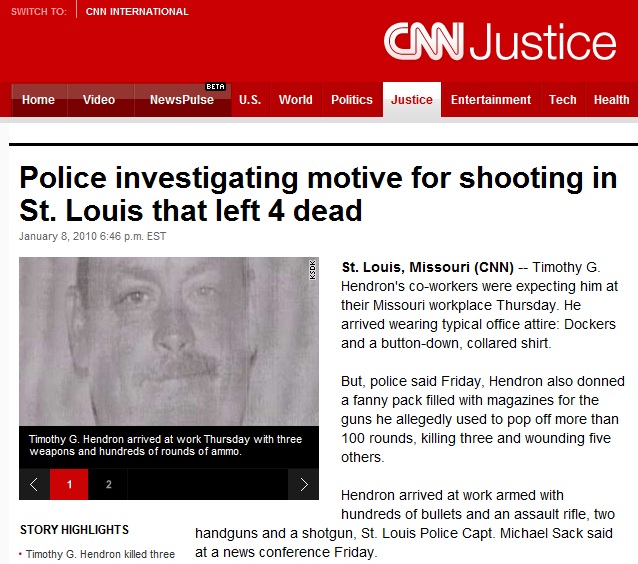 SWITCH TO: CNN INTERNATIONAL
CNN Justice
BETA
Home Video NewsPulse U.S. World Politics Justice Entertainment Tech Health
Police investigating motive for shooting in
St. Louis that left 4 dead
January 8, 2010 6:46 p.m. EST
KSDK
Timothy G. Hendron arrived at work Thursday with three
weapons and hundreds of rounds of ammo.
1 2
STORY HIGHLIGHTS
• Timothy G. Hendron killed three
St. Louis, Missouri (CNN) -- Timothy G.
Hendron's co-workers were expecting him at
their Missouri workplace Thursday. He
arrived wearing typical office attire: Dockers
and a button-down, collared shirt.
But, police said Friday, Hendron also donned
a fanny pack filled with magazines for the
guns he allegedly used to pop off more than
100 rounds, killing three and wounding five
others.
Hendron arrived at work armed with
hundreds of bullets and an assault rifle, two
handguns and a shotgun, St. Louis Police Capt. Michael Sack said
at a news conference Friday.